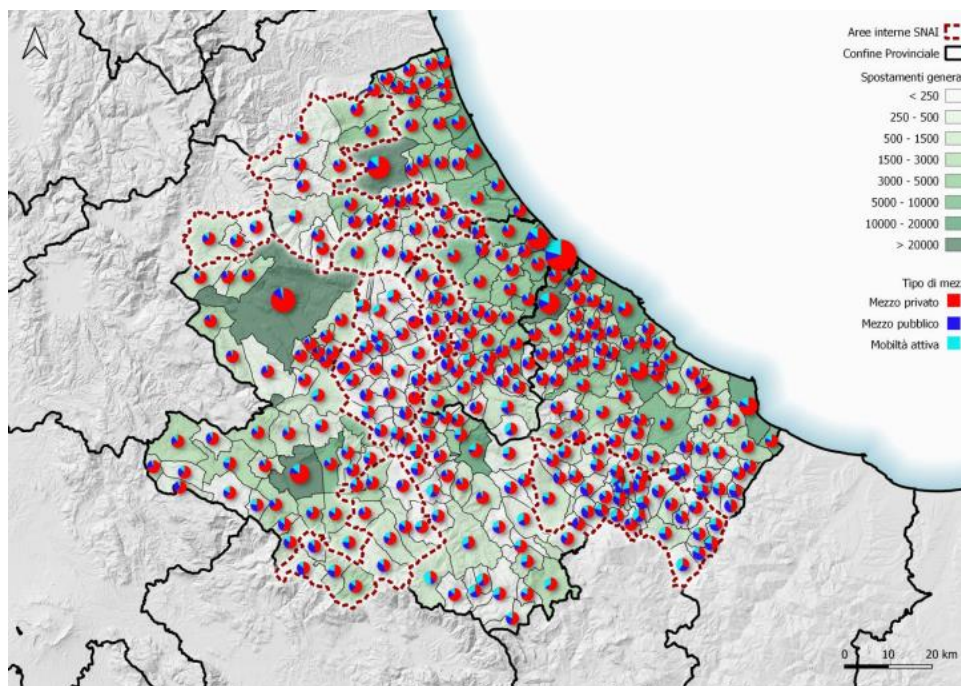 Aree interne SNAI
Confine Provinciale
Spostamenti genera
< 250
250 - 500
500 - 1500
1500 - 3000
3000 - 5000
5000 - 10000
10000 - 20000
> 20000
Tipo di mez
Mezzo privato
Mezzo pubblico
Mobiltà attiva
0 10 20 km